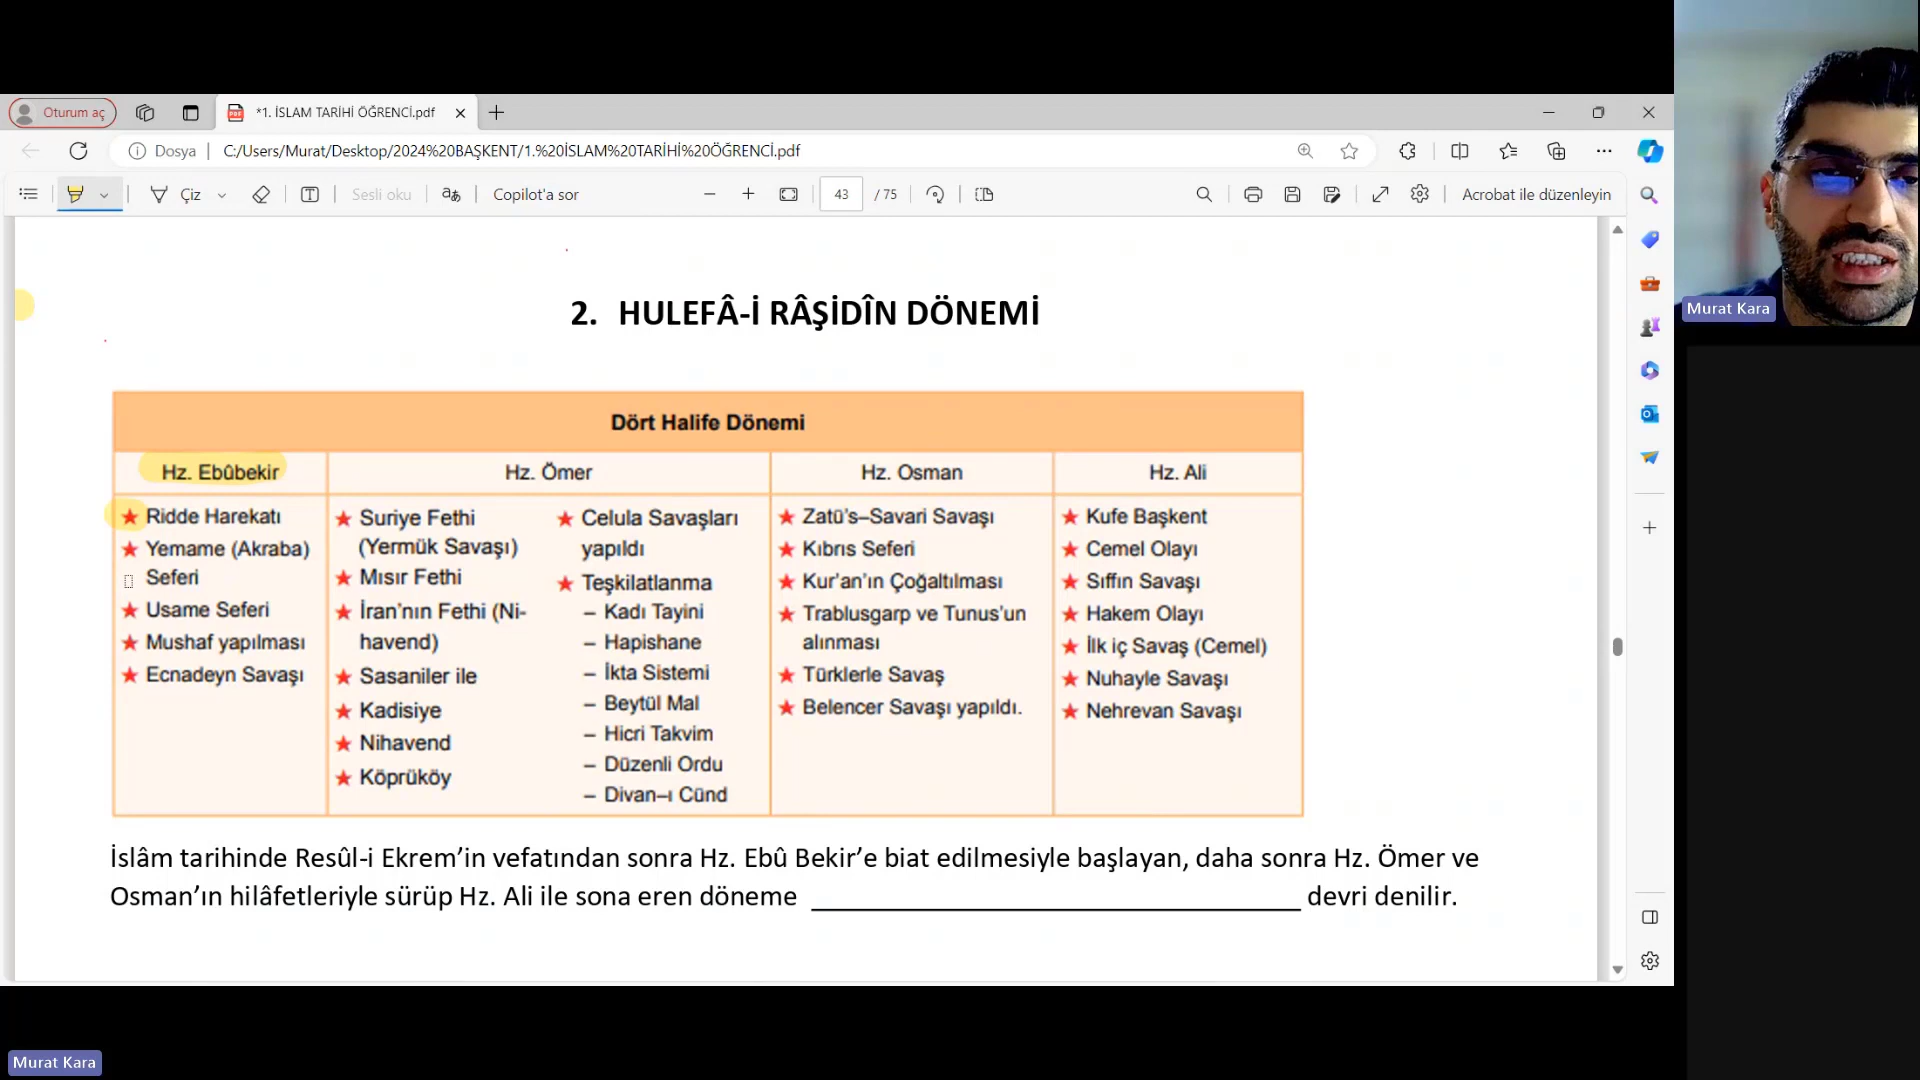 Oturum aç
*1. İSLAM TARİHİ ÖĞRENCİ.pdf
Dosya
C:/Users/Murat/Desktop/2024%20BAŞKENT/1.%20İSLAM%20TARİHİ%20ÖĞRENCİ.pdf
Çiz
Sesli oku
aあ
Copilot'a sor
43 / 75
Acrobat ile düzenleyin
2. HULEFÂ-İ RÂŞİDÎN DÖNEMİ
Dört Halife Dönemi
Hz. Ebûbekir
★ Ridde Harekatı
★ Yemame (Akraba)
Seferi
★ Usame Seferi
★ Mushaf yapılması
★ Ecnadeyn Savaşı
Hz. Ömer
★ Suriye Fethi
(Yermük Savaşı)
★ Mısır Fethi
★ İran’nın Fethi (Ni-
havend)
★ Sasaniler ile
★ Kadisiye
★ Nihavend
★ Köprüköy
★ Celula Savaşları
yapıldı
★ Teşkilatlanma
– Kadı Tayini
– Hapishane
– İkta Sistemi
– Beytül Mal
– Hicri Takvim
– Düzenli Ordu
– Divan–ı Cünd
Hz. Osman
★ Zatü’s–Savari Savaşı
★ Kıbrıs Seferi
★ Kur’an’ın Çoğaltılması
★ Trablusgarp ve Tunus’un
alınması
★ Türklerle Savaş
★ Belencer Savaşı yapıldı.
Hz. Ali
★ Kufe Başkent
★ Cemel Olayı
★ Sıffin Savaşı
★ Hakem Olayı
★ İlk iç Savaş (Cemel)
★ Nuhayle Savaşı
★ Nehrevan Savaşı
İslâm tarihinde Resûl-i Ekrem’in vefatından sonra Hz. Ebû Bekir’e biat edilmesiyle başlayan, daha sonra Hz. Ömer ve
Osman’ın hilâfetleriyle sürüp Hz. Ali ile sona eren döneme ______________________________ devri denilir.
Murat Kara
Murat Kara